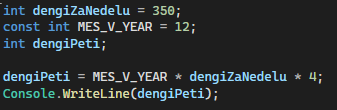 int dengiZaNedelu = 350;
const int MES_V_YEAR = 12;
int dengiPeti;
dengiPeti = MES_V_YEAR * dengiZaNedelu * 4;
Console.WriteLine(dengiPeti);